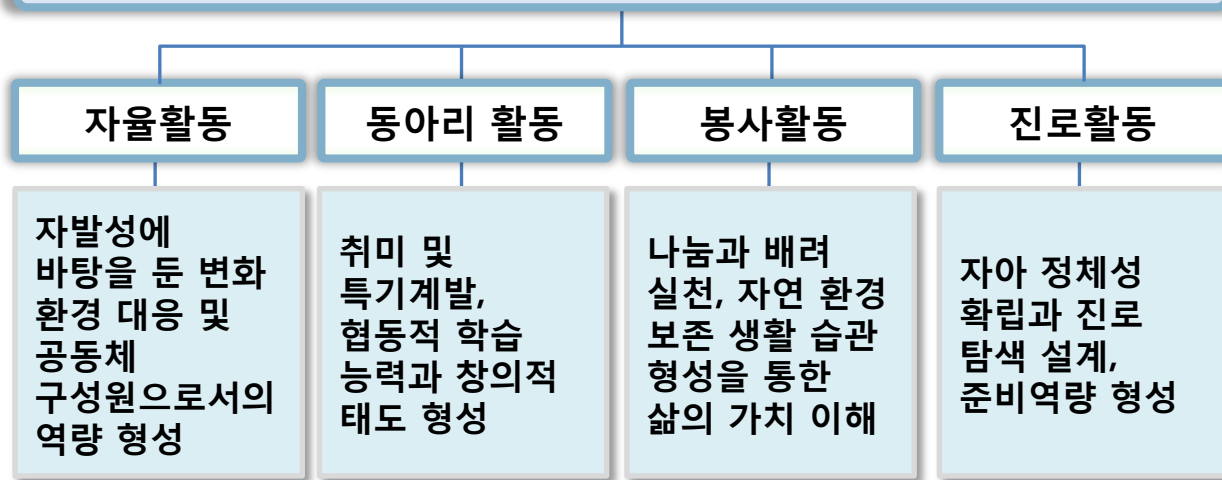 자율활동
동아리 활동
봉사활동
진로활동
자발성에
바탕을 둔 변화
환경 대응 및
공동체
구성원으로서의
역량 형성
취미 및
특기계발,
협동적 학습
능력과 창의적
태도 형성
나눔과 배려
실천, 자연 환경
보존 생활 습관
형성을 통한
삶의 가치 이해
자아 정체성
확립과 진로
탐색 설계,
준비역량 형성